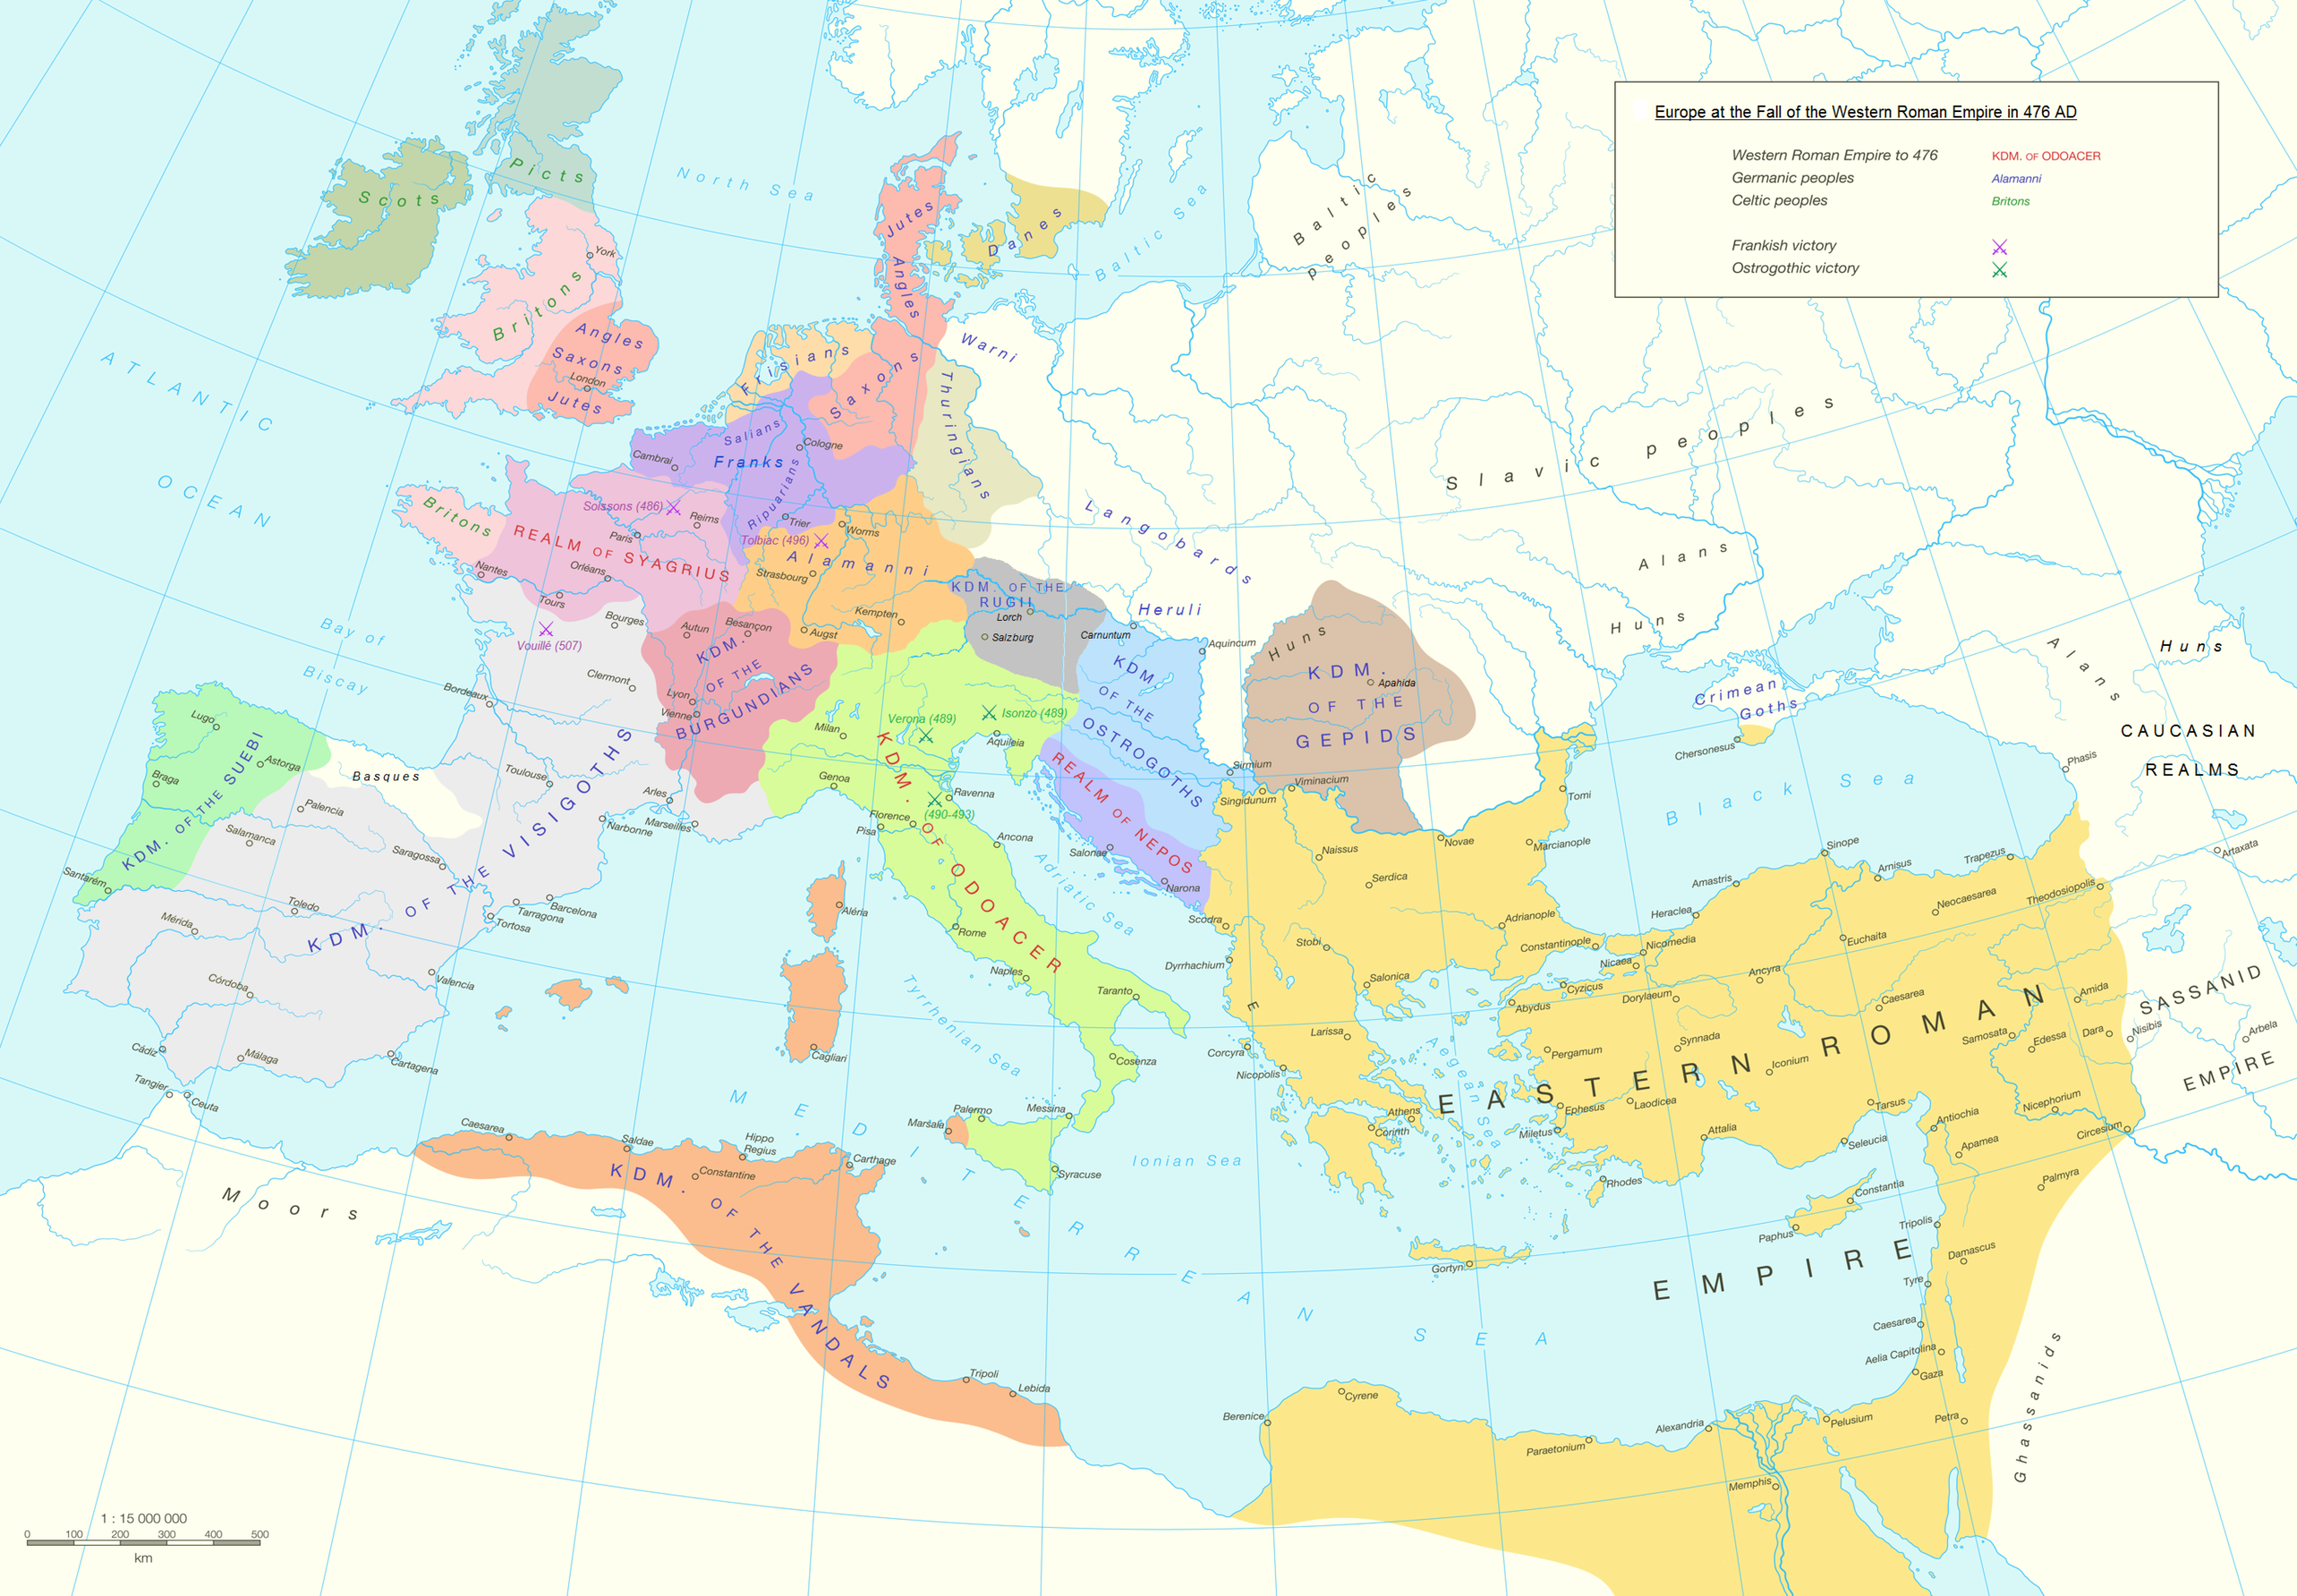 Europe at the Fall of the Western Roman Empire in 476 AD
Western Roman Empire to 476
KDM. OF ODOACER
Germanic peoples
Alamanni
Celtic peoples
Britons
Frankish victory
Ostrogothic victory
Scots
Picts
Britons
York
Angles
Saxons
London
Jutes
North Sea
Jutes
Angles
Danes
Baltic Sea
Baltic
peoples
ATLANTIC
OCEAN
Frisians
Saxons
Warni
Thuringians
Salians
Franks
Ripuarians
Cologne
Cambrai
Trier
Soissons (486)
Reims
Paris
Tolbiac (496)
Worms
Alamanni
Strasbourg
Kempten
Augst
Britons
REALM OF SYAGRIUS
Nantes
Orléans
Tours
Bourges
Vouillé (507)
Autun
Besançon
KDM.
OF THE
BURGUNDIANS
Lyon
Vienne
Clermont
Bay of
Biscay
Bordeaux
Toulouse
Arles
Marseilles
Narbonne
Slavic peoples
Langobards
Alans
Huns
Heruli
KDM. OF THE
RUGII
Lorch
Salzburg
Carnuntum
Aquincum
KDM.
OF THE
OSTROGOTHS
Sirmium
Huns
KDM.
OF THE
GEPIDS
Apahida
Singidunum
Viminacium
Crimean
Goths
Chersonesus
Alans
Huns
CAUCASIAN
REALMS
Phasis
Black Sea
Lugo
Astorga
Braga
KDM. OF THE SUEBI
Santarém
Basques
Palencia
Salamanca
Saragossa
Toledo
Mérida
Córdoba
Cádiz
Málaga
Cartagena
Valencia
Tortosa
Tarragona
Barcelona
KDM. OF THE VISIGOTHS
Tangier
Ceuta
Moors
Verona (489)
Isonzo (489)
Milan
Aquileia
Genoa
Ravenna
(490-493)
Florence
Pisa
Ancona
KDM. OF ODOACER
Rome
Naples
Taranto
Cosenza
Messina
Palermo
Marsala
Syracuse
Aléria
Cagliari
REALM OF NEPOS
Salonae
Narona
Adriatic Sea
Tyrrhenian Sea
Ionian Sea
Aegean Sea
MEDITERRANEAN SEA
Caesarea
Saldae
Hippo
Regius
Constantine
Carthage
KDM. OF THE VANDALS
Tripoli
Lebida
Tomi
Novae
Marcianople
Naissus
Serdica
Scodra
Stobi
Dyrrhachium
Salonica
Adrianople
Constantinople
Larissa
Corcyra
Nicopolis
Athens
Corinth
E
Sinope
Amisus
Trapezus
Amastris
Heraclea
Neocaesarea
Theodosiopolis
Artaxata
Nicomedia
Nicaea
Euchaita
Cyzicus
Abydus
Dorylaeum
Ancyra
Caesarea
Amida
Pergamum
Synnada
Iconium
Samosata
Edessa
Dara
Nisibis
Arbela
SASSANID
EMPIRE
EASTERN ROMAN
EMPIRE
Ephesus
Laodicea
Miletus
Attalia
Tarsus
Seleucia
Antiochia
Nicephorium
Circesium
Apamea
Palmyra
Rhodes
Constantia
Paphus
Gortyn
Tripolis
Damascus
Tyre
Caesarea
Aelia Capitolina
Gaza
Petra
Ghassanids
Berenice
Cyrene
Paraetonium
Alexandria
Pelusium
Memphis
1 : 15 000 000
0 100 200 300 400 500
km